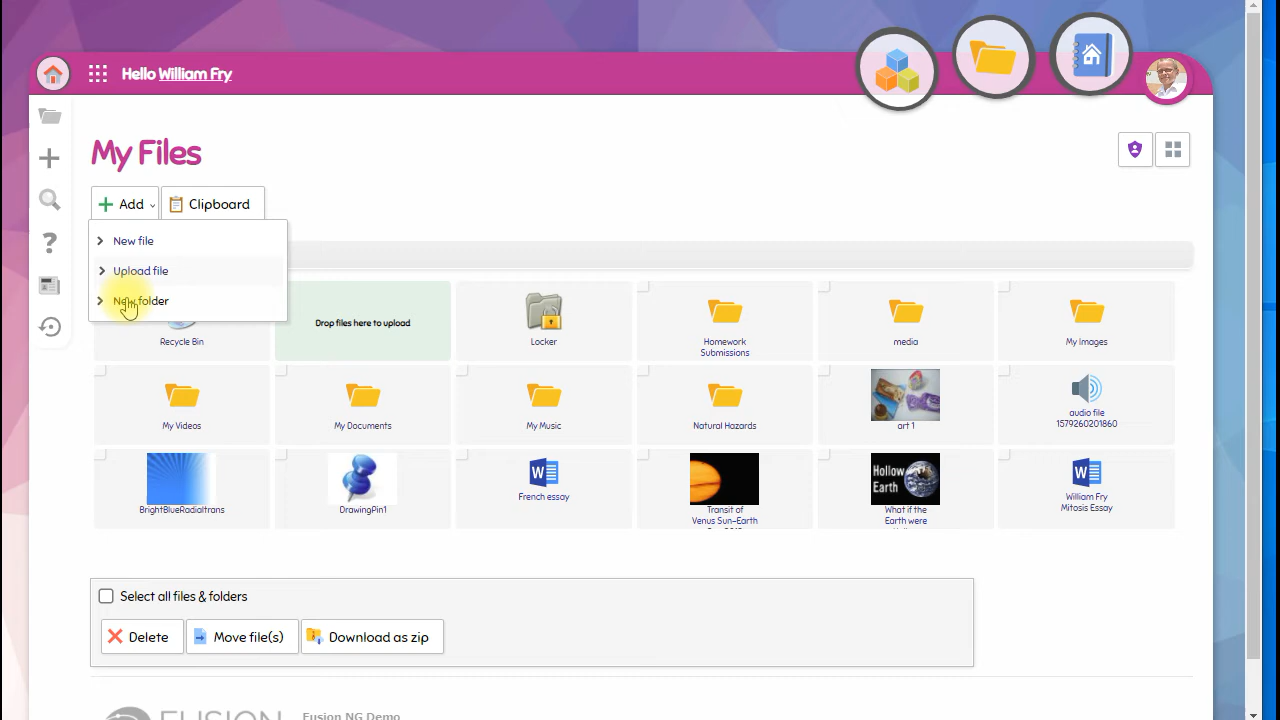 Hello William Fry
My Files
Add
Clipboard
New file
Upload file
New folder
Recycle Bin
Drop files here to upload
Locker
Homework
Submissions
media
My Images
My Videos
My Documents
My Music
Natural Hazards
art 1
audio file
1579260201860
BrightBlueRadialtrans
DrawingPin1
French essay
Transit of
Venus Sun-Earth
Hollow
Earth
What if the
Earth were
William Fry
Mitosis Essay
Select all files & folders
Delete
Move file(s)
Download as zip
FUSION
Fusion NG Demo